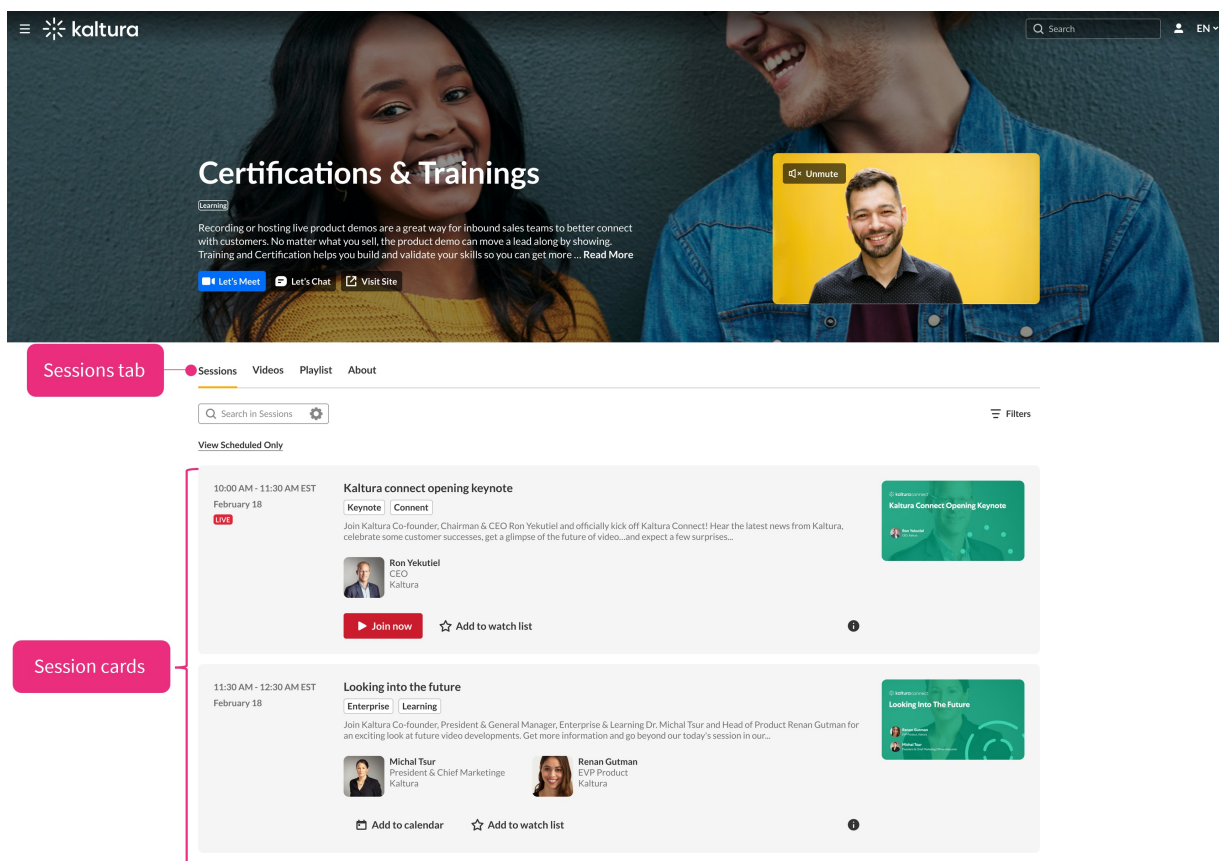 kaltura
Search
EN
Certifications & Trainings
Learning
Recording or hosting live product demos are a great way for inbound sales teams to better connect
with customers. No matter what you sell, the product demo can move a lead along by showing.
Training and Certification helps you build and validate your skills so you can get more ... Read More
Let's Meet
Let's Chat
Visit Site
Unmute
Sessions tab
Sessions
Videos
Playlist
About
Search in Sessions
Filters
View Scheduled Only
Session cards
10:00 AM - 11:30 AM EST
February 18
LIVE
Kaltura connect opening keynote
Keynote
Connent
Join Kaltura Co-founder, Chairman & CEO Ron Yekutiel and officially kick off Kaltura Connect! Hear the latest news from Kaltura,
celebrate some customer successes, get a glimpse of the future of video...and expect a few surprises...
Ron Yekutiel
CEO
Kaltura
Join now
Add to watch list
kalturaconnect
Kaltura Connect Opening Keynote
Ron Yekutiel
11:30 AM - 12:30 AM EST
February 18
Looking into the future
Enterprise
Learning
Join Kaltura Co-founder, President & General Manager, Enterprise & Learning Dr. Michal Tsur and Head of Product Renan Gutman for
an exciting look at future video developments. Get more information and go beyond our today's session in our...
Michal Tsur
President & Chief Marketinge
Kaltura
Renan Gutman
EVP Product
Kaltura
Add to calendar
Add to watch list
kalturaconnect
Looking Into The Future
Renan Gutman
Michal Tsur